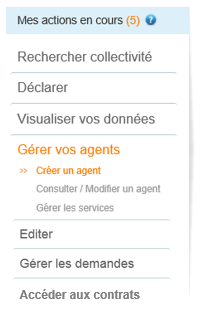 Mes actions en cours (5) ?
Rechercher collectivité
Déclarer
Visualiser vos données
Gérer vos agents
>> Créer un agent
Consulter / Modifier un agent
Gérer les services
Editer
Gérer les demandes
Accéder aux contrats